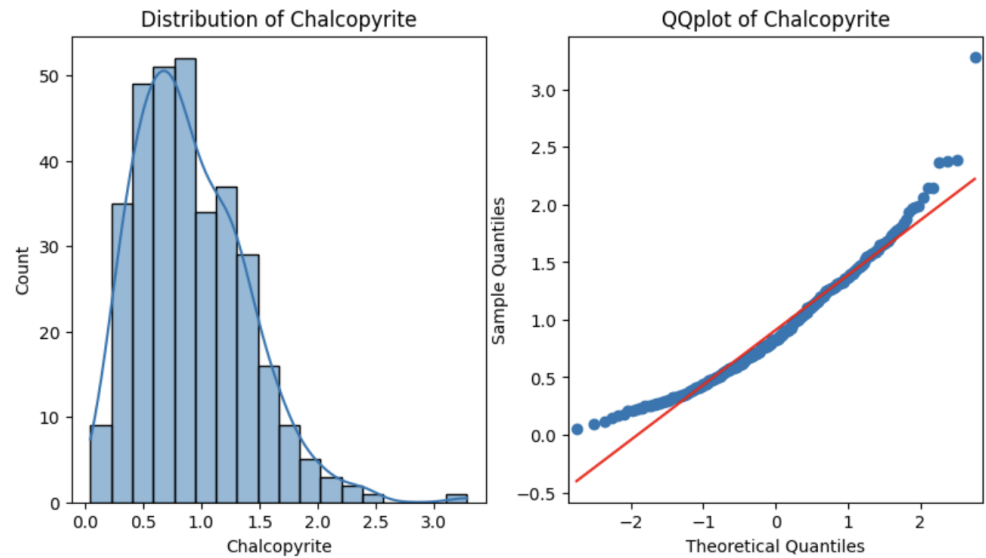 Distribution of Chalcopyrite
Count
50
40
30
20
10
0
0.0 0.5 1.0 1.5 2.0 2.5 3.0
Chalcopyrite
QQplot of Chalcopyrite
Sample Quantiles
3.0
2.5
2.0
1.5
1.0
0.5
0.0
−0.5
−2 −1 0 1 2
Theoretical Quantiles